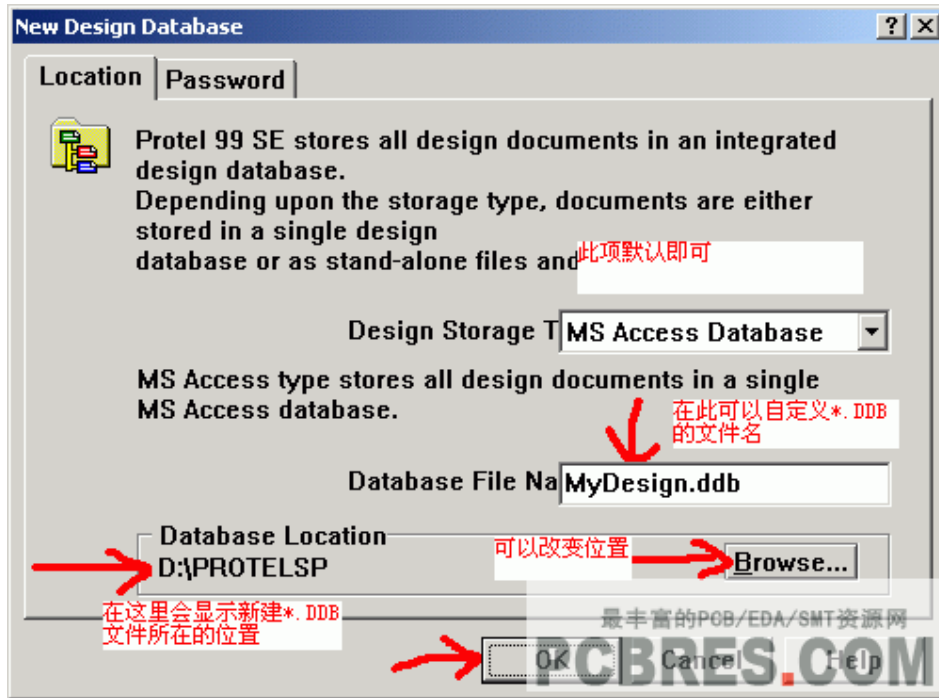 New Design Database
Location
Password
Protel 99 SE stores all design documents in an integrated
design database.
Depending upon the storage type, documents are either
stored in a single design
database or as stand-alone files and
此项默认即可
Design Storage T
MS Access Database
MS Access type stores all design documents in a single
MS Access database.
在此可以自定义*.DDB
的文件名
Database File Na
MyDesign.ddb
Database Location
D:\PROTELSP
可以改变位置
Browse...
在这里会显示新建*.DDB
文件所在的位置
最丰富的PCB/EDA/SMT资源网
OK
Cancel
Help
PCBRES.COM